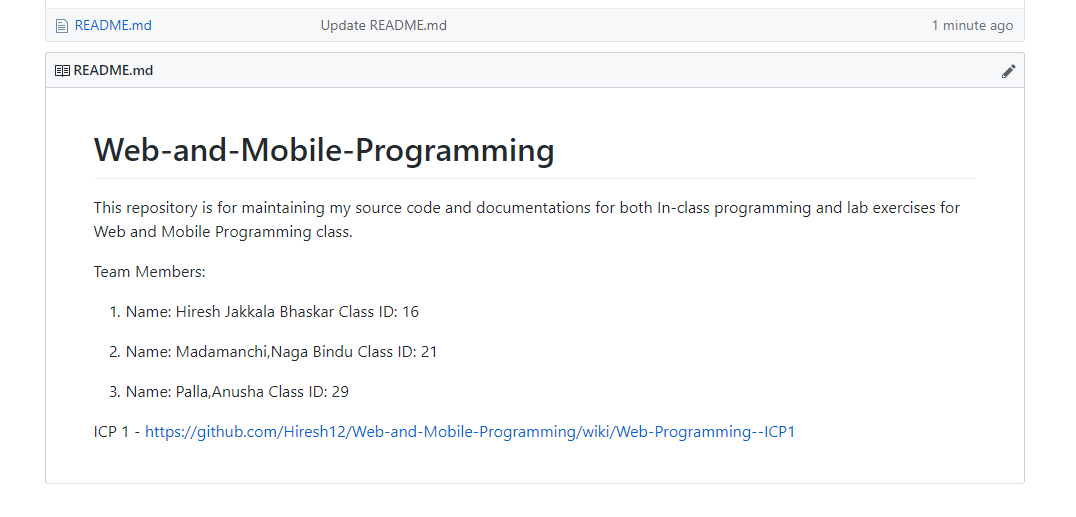 README.md Update README.md 1 minute ago
README.md
Web-and-Mobile-Programming
This repository is for maintaining my source code and documentations for both In-class programming and lab exercises for
Web and Mobile Programming class.
Team Members:
1. Name: Hiresh Jakkala Bhaskar Class ID: 16
2. Name: Madamanchi,Naga Bindu Class ID: 21
3. Name: Palla,Anusha Class ID: 29
ICP 1 - https://github.com/Hiresh12/Web-and-Mobile-Programming/wiki/Web-Programming--ICP1